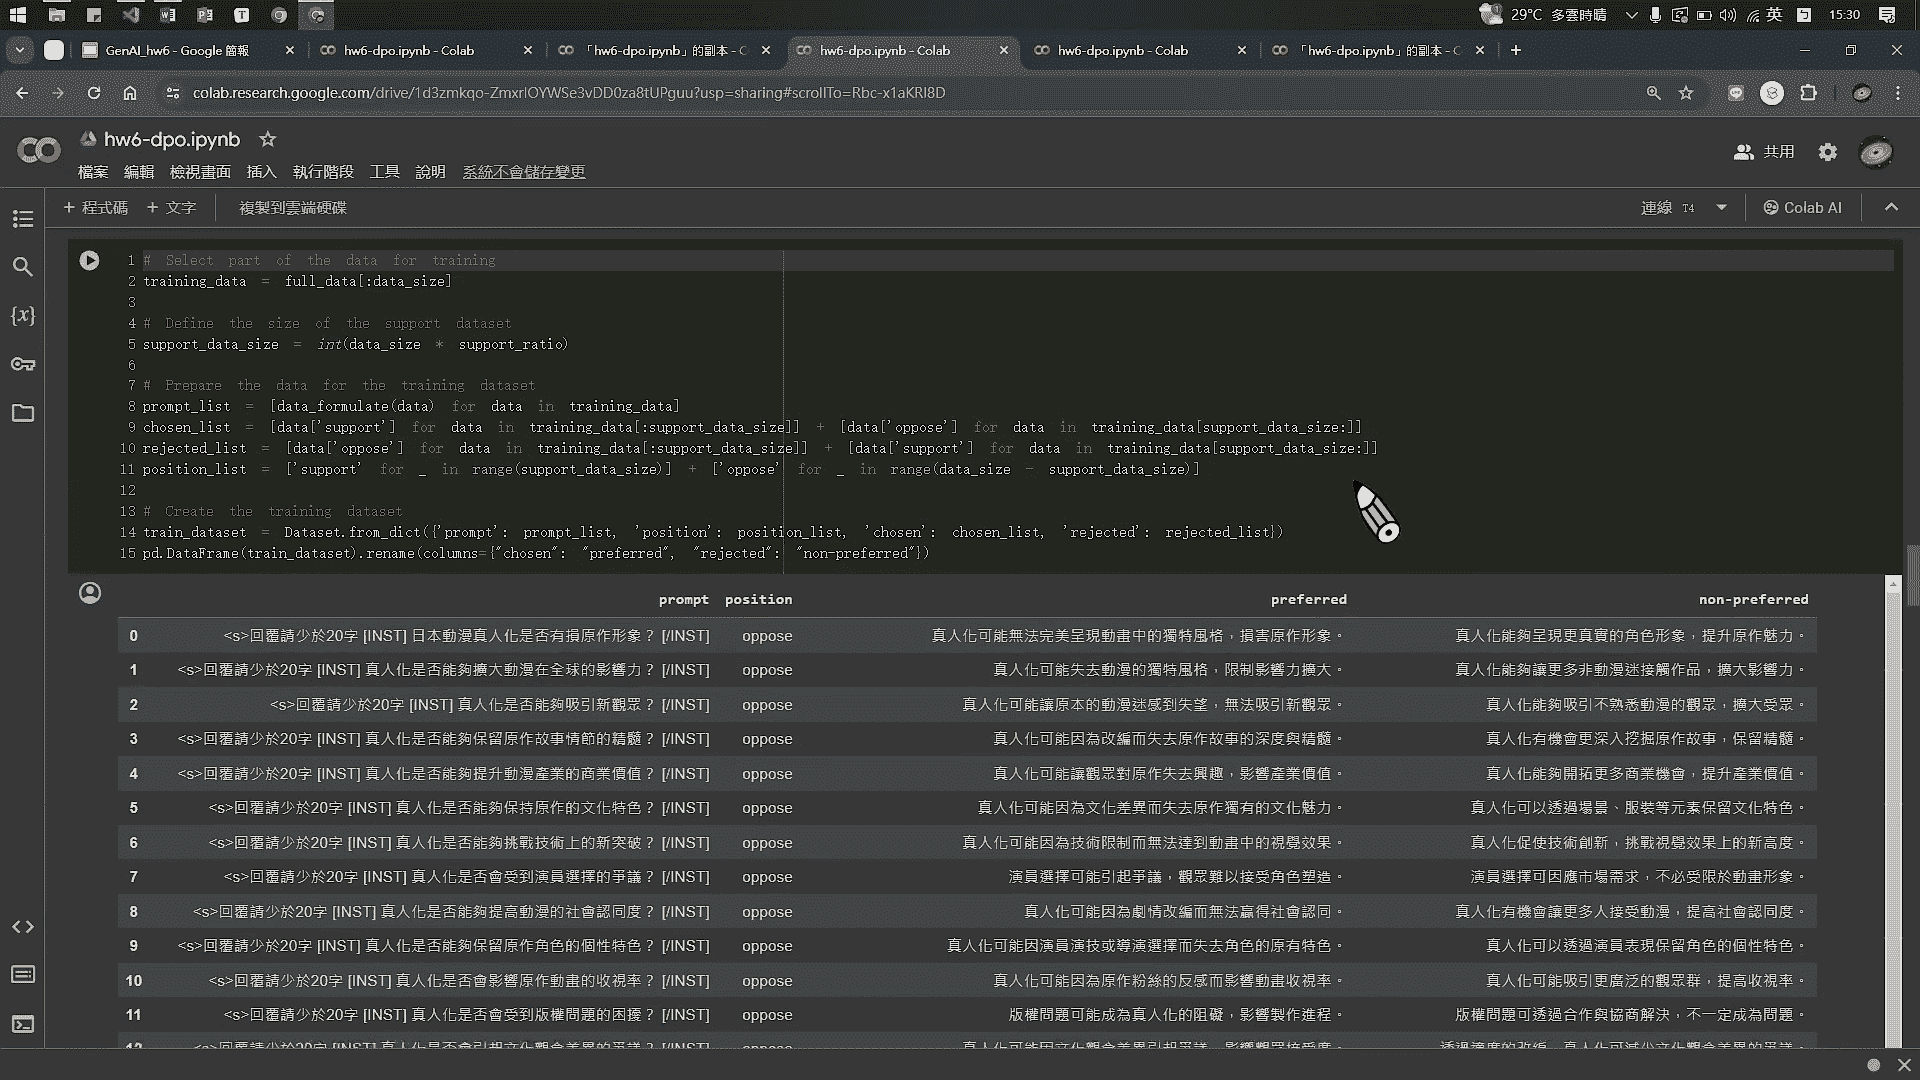 29°C 多雲時晴 英 15:30
GenAI_hw6 - Google 簡報
hw6-dpo.ipynb - Colab
「hw6-dpo.ipynb」的副本 - C
hw6-dpo.ipynb - Colab
hw6-dpo.ipynb - Colab
「hw6-dpo.ipynb」的副本 - C
colab.research.google.com/drive/1d3zmkqo-ZmxrIOYWSe3vDD0za8tUPguu?usp=sharing#scrollTo=Rbc-x1aKRI8D
hw6-dpo.ipynb
檔案 編輯 檢視畫面 插入 執行階段 工具 說明 系統不會儲存變更
共用
+ 程式碼 + 文字 複製到雲端硬碟
連線 T4 Colab AI
1 # Select part of the data for training
2 training_data = full_data[:data_size]
3
4 # Define the size of the support dataset
5 support_data_size = int(data_size * support_ratio)
6
7 # Prepare the data for the training dataset
8 prompt_list = [data_formulate(data) for data in training_data]
9 chosen_list = [data['support'] for data in training_data[:support_data_size]] + [data['oppose'] for data in training_data[support_data_size:]]
10 rejected_list = [data['oppose'] for data in training_data[:support_data_size]] + [data['support'] for data in training_data[support_data_size:]]
11 position_list = ['support' for _ in range(support_data_size)] + ['oppose' for _ in range(data_size - support_data_size)]
12
13 # Create the training dataset
14 train_dataset = Dataset.from_dict({'prompt': prompt_list, 'position': position_list, 'chosen': chosen_list, 'rejected': rejected_list})
15 pd.DataFrame(train_dataset).rename(columns={"chosen": "preferred", "rejected": "non-preferred"})
prompt position preferred non-preferred
0 <s>回覆請少於20字 [INST] 日本動漫真人化是否有損原作形象？ [/INST] oppose 真人化可能無法完美呈現動畫中的獨特風格，損害原作形象。 真人化能夠呈現更真實的角色形象，提升原作魅力。
1 <s>回覆請少於20字 [INST] 真人化是否能夠擴大動漫在全球的影響力？ [/INST] oppose 真人化可能失去動漫的獨特風格，限制影響力擴大。 真人化能夠讓更多非動漫迷接觸作品，擴大影響力。
2 <s>回覆請少於20字 [INST] 真人化是否能夠吸引新觀眾？ [/INST] oppose 真人化可能讓原本的動漫迷感到失望，無法吸引新觀眾。 真人化能夠吸引不熟悉動漫的觀眾，擴大受眾。
3 <s>回覆請少於20字 [INST] 真人化是否能夠保留原作故事情節的精髓？ [/INST] oppose 真人化可能因為改編而失去原作故事的深度與精髓。 真人化有機會更深入挖掘原作故事，保留精髓。
4 <s>回覆請少於20字 [INST] 真人化是否能夠提升動漫產業的商業價值？ [/INST] oppose 真人化可能讓觀眾對原作失去興趣，影響產業價值。 真人化能夠開拓更多商業機會，提升產業價值。
5 <s>回覆請少於20字 [INST] 真人化是否能夠保持原作的文化特色？ [/INST] oppose 真人化可能因為文化差異而失去原作獨有的文化魅力。 真人化可以透過場景、服裝等元素保留文化特色。
6 <s>回覆請少於20字 [INST] 真人化是否能夠挑戰技術上的新突破？ [/INST] oppose 真人化可能因為技術限制而無法達到動畫中的視覺效果。 真人化促使技術創新，挑戰視覺效果上的新高度。
7 <s>回覆請少於20字 [INST] 真人化是否會受到演員選擇的爭議？ [/INST] oppose 演員選擇可能引起爭議，觀眾難以接受角色塑造。 演員選擇可因應市場需求，不必受限於動畫形象。
8 <s>回覆請少於20字 [INST] 真人化是否能夠提高動漫的社會認同度？ [/INST] oppose 真人化可能因為劇情改編而無法贏得社會認同。 真人化有機會讓更多人接受動漫，提高社會認同度。
9 <s>回覆請少於20字 [INST] 真人化是否能夠保留原作角色的個性特色？ [/INST] oppose 真人化可能因演員演技或導演選擇而失去角色的原有特色。 真人化可以透過演員表現保留角色的個性特色。
10 <s>回覆請少於20字 [INST] 真人化是否會影響原作動畫的收視率？ [/INST] oppose 真人化可能因為原作粉絲的反感而影響動畫收視率。 真人化可能吸引更廣泛的觀眾群，提高收視率。
11 <s>回覆請少於20字 [INST] 真人化是否會受到版權問題的困擾？ [/INST] oppose 版權問題可能成為真人化的阻礙，影響製作進程。 版權問題可透過合作與協商解決，不一定成為問題。